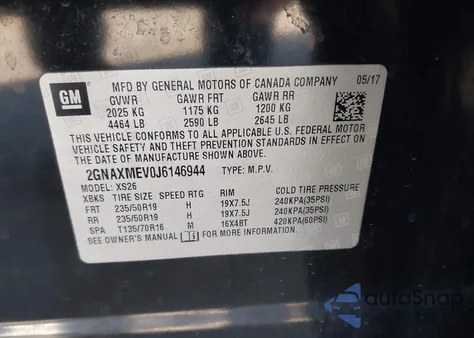 GM
MFD BY GENERAL MOTORS OF CANADA COMPANY 05/17
GVWR GAWR FRT GAWR RR
2025 KG 1175 KG 1200 KG
4464 LB 2590 LB 2645 LB
THIS VEHICLE CONFORMS TO ALL APPLICABLE U.S. FEDERAL MOTOR
VEHICLE SAFETY AND THEFT PREVENTION STANDARDS IN EFFECT ON
THE DATE OF MANUFACTURE SHOWN ABOVE.
2GNAXMEV0J6146944 TYPE: M.P.V.
MODEL: XS26
XBKS TIRE SIZE SPEED RTG RIM COLD TIRE PRESSURE
FRT 235/50R19 H 19X7.5J 240KPA(35PSI)
RR 235/50R19 H 19X7.5J 240KPA(35PSI)
SPA T135/70R16 M 16X4BT 420KPA(60PSI)
SEE OWNER'S MANUAL FOR MORE INFORMATION.
autoSnap